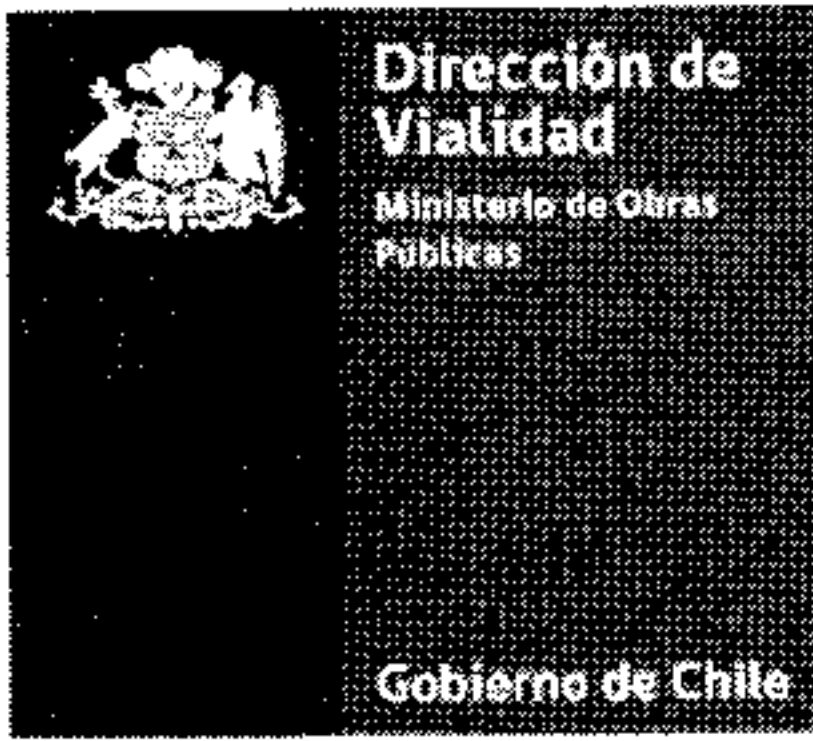 Dirección de
Vialidad
Ministerio de Obras
Públicas
Gobierno de Chile